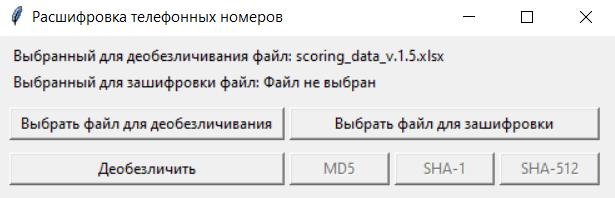 Расшифровка телефонных номеров
Выбранный для деобезличивания файл: scoring_data_v.1.5.xlsx
Выбранный для зашифровки файл: Файл не выбран
Выбрать файл для деобезличивания Выбрать файл для зашифровки
Деобезличить MD5 SHA-1 SHA-512